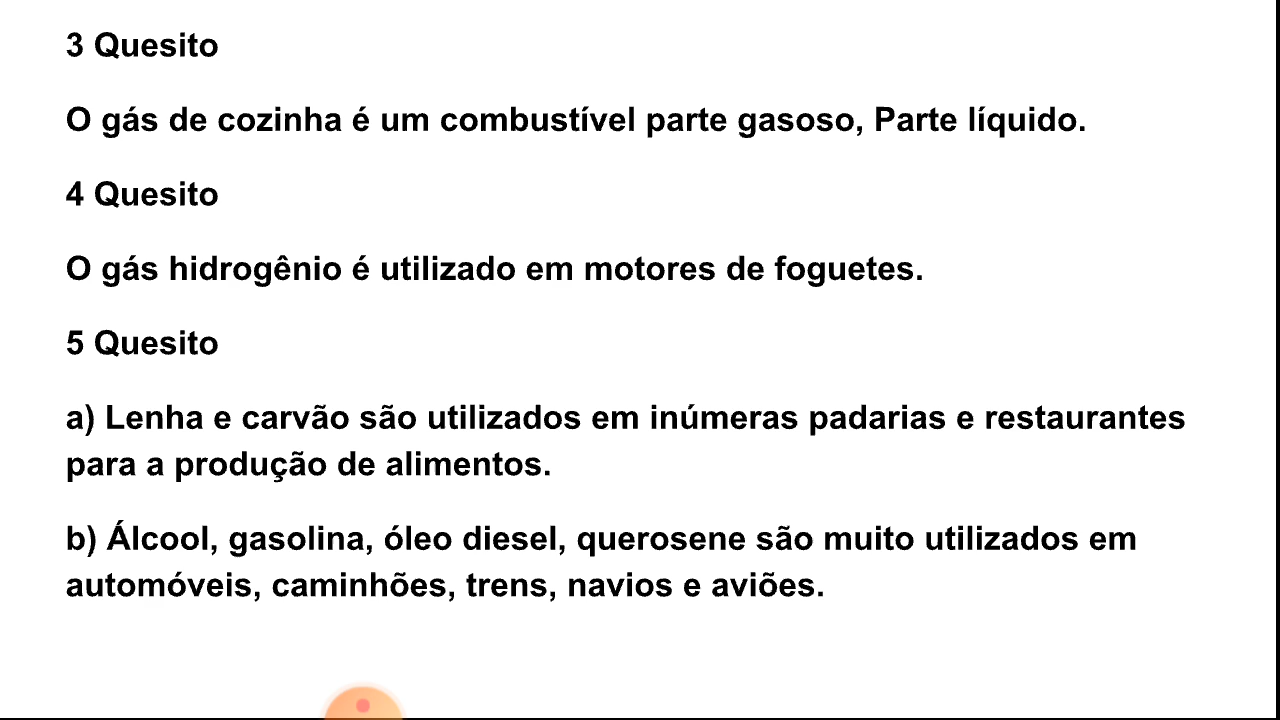 3 Quesito
O gás de cozinha é um combustível parte gasoso, Parte líquido.
4 Quesito
O gás hidrogênio é utilizado em motores de foguetes.
5 Quesito
a) Lenha e carvão são utilizados em inúmeras padarias e restaurantes
para a produção de alimentos.
b) Álcool, gasolina, óleo diesel, querosene são muito utilizados em
automóveis, caminhões, trens, navios e aviões.